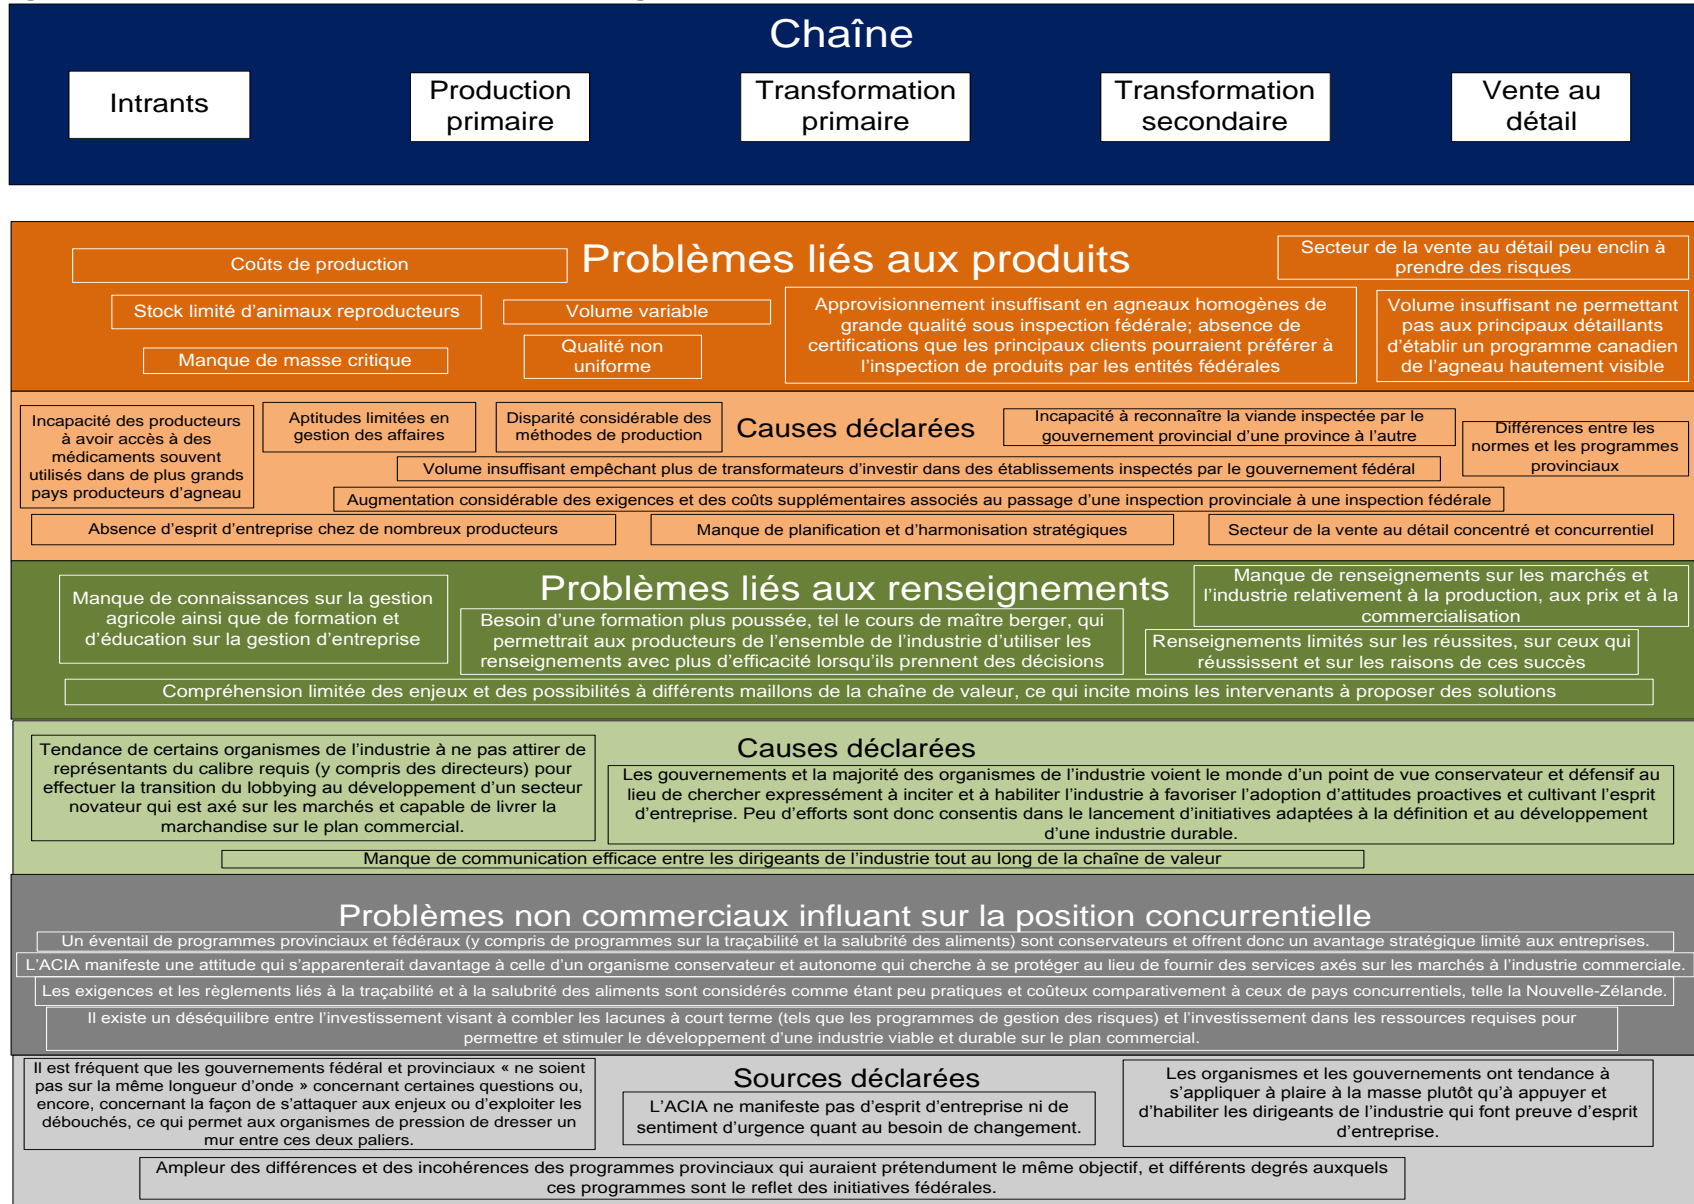 Chaîne
Intrants
Production
primaire
Transformation
primaire
Transformation
secondaire
Vente au
détail
Problèmes liés aux produits
Coûts de production
Secteur de la vente au détail peu enclin à
prendre des risques
Stock limité d'animaux reproducteurs
Volume variable
Approvisionnement insuffisant en agneaux homogènes de
grande qualité sous inspection fédérale; absence de
certifications que les principaux clients pourraient préférer à
l'inspection de produits par les entités fédérales
Volume insuffisant ne permettant
pas aux principaux détaillants
d'établir un programme canadien
de l'agneau hautement visible
Manque de masse critique
Qualité non
uniforme
Causes déclarées
Incapacité des producteurs
à avoir accès à des
médicaments souvent
utilisés dans de plus grands
pays producteurs d'agneau
Aptitudes limitées en
gestion des affaires
Disparité considérable des
méthodes de production
Incapacité à reconnaître la viande inspectée par le
gouvernement provincial d'une province à l'autre
Différences entre les
normes et les programmes
provinciaux
Volume insuffisant empêchant plus de transformateurs d'investir dans des établissements inspectés par le gouvernement fédéral
Augmentation considérable des exigences et des coûts supplémentaires associés au passage d'une inspection provinciale à une inspection fédérale
Absence d'esprit d'entreprise chez de nombreux producteurs
Manque de planification et d'harmonisation stratégiques
Secteur de la vente au détail concentré et concurrentiel
Problèmes liés aux renseignements
Manque de connaissances sur la gestion
agricole ainsi que de formation et
d'éducation sur la gestion d'entreprise
Besoin d'une formation plus poussée, tel le cours de maître berger, qui
permettrait aux producteurs de l'ensemble de l'industrie d'utiliser les
renseignements avec plus d'efficacité lorsqu'ils prennent des décisions
Manque de renseignements sur les marchés et
l'industrie relativement à la production, aux prix et à la
commercialisation
Renseignements limités sur les réussites, sur ceux qui
réussissent et sur les raisons de ces succès
Compréhension limitée des enjeux et des possibilités à différents maillons de la chaîne de valeur, ce qui incite moins les intervenants à proposer des solutions
Causes déclarées
Tendance de certains organismes de l'industrie à ne pas attirer de
représentants du calibre requis (y compris des directeurs) pour
effectuer la transition du lobbying au développement d'un secteur
novateur qui est axé sur les marchés et capable de livrer la
marchandise sur le plan commercial.
Les gouvernements et la majorité des organismes de l'industrie voient le monde d'un point de vue conservateur et défensif au
lieu de chercher expressément à inciter et à habiliter l'industrie à favoriser l'adoption d'attitudes proactives et cultivant l'esprit
d'entreprise. Peu d'efforts sont donc consentis dans le lancement d'initiatives adaptées à la définition et au développement
d'une industrie durable.
Manque de communication efficace entre les dirigeants de l'industrie tout au long de la chaîne de valeur
Problèmes non commerciaux influant sur la position concurrentielle
Un éventail de programmes provinciaux et fédéraux (y compris de programmes sur la traçabilité et la salubrité des aliments) sont conservateurs et offrent donc un avantage stratégique limité aux entreprises.
L'ACIA manifeste une attitude qui s'apparenterait davantage à celle d'un organisme conservateur et autonome qui cherche à se protéger au lieu de fournir des services axés sur les marchés à l'industrie commerciale.
Les exigences et les règlements liés à la traçabilité et à la salubrité des aliments sont considérés comme étant peu pratiques et coûteux comparativement à ceux de pays concurrentiels, telle la Nouvelle-Zélande.
Il existe un déséquilibre entre l'investissement visant à combler les lacunes à court terme (tels que les programmes de gestion des risques) et l'investissement dans les ressources requises pour
permettre et stimuler le développement d'une industrie viable et durable sur le plan commercial.
Sources déclarées
Il est fréquent que les gouvernements fédéral et provinciaux « ne soient
pas sur la même longueur d'onde » concernant certaines questions ou,
encore, concernant la façon de s'attaquer aux enjeux ou d'exploiter les
débouchés, ce qui permet aux organismes de pression de dresser un
mur entre ces deux paliers.
L'ACIA ne manifeste pas d'esprit d'entreprise ni de
sentiment d'urgence quant au besoin de changement.
Les organismes et les gouvernements ont tendance à
s'appliquer à plaire à la masse plutôt qu'à appuyer et
d'habiliter les dirigeants de l'industrie qui font preuve d'esprit
d'entreprise.
Ampleur des différences et des incohérences des programmes provinciaux qui auraient prétendument le même objectif, et différents degrés auxquels
ces programmes sont le reflet des initiatives fédérales.